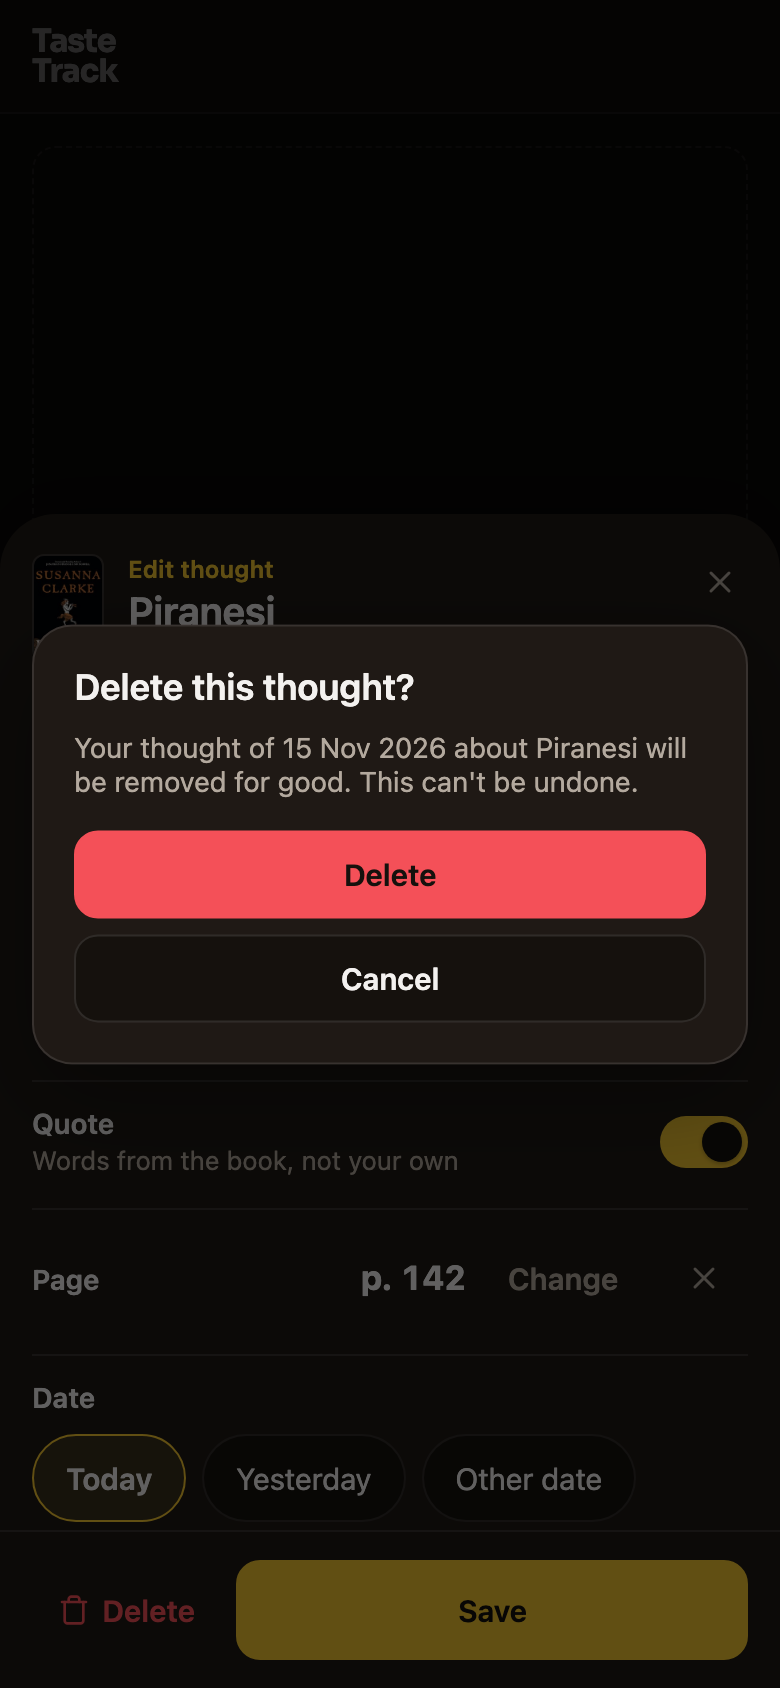 Taste
Track
SUSANNA
CLARKE
Edit thought
Piranesi
Delete this thought?
Your thought of 15 Nov 2026 about Piranesi will
be removed for good. This can't be undone.
Delete
Cancel
Quote
Words from the book, not your own
Page
p. 142
Change
Date
Today
Yesterday
Other date
Delete
Save